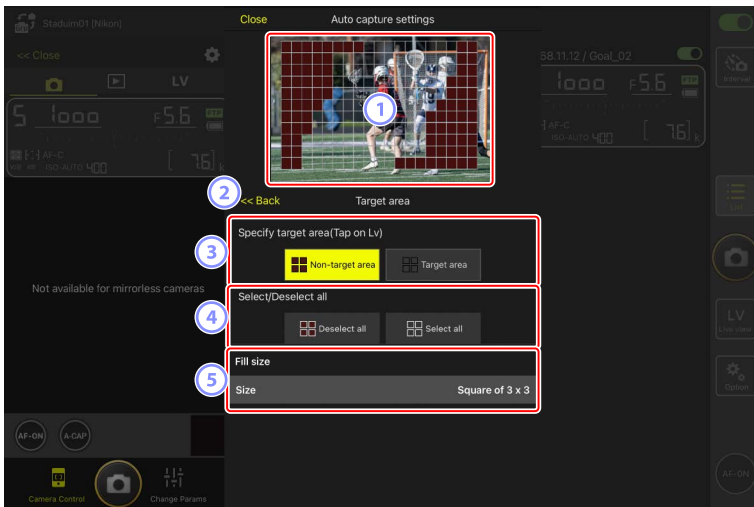 Stadium01 [Nikon]
Close
Auto capture settings
<< Close
68.11.12 / Goal_02
Interval
LV
5 1000 F5.6 PTP
AF-C
ISO-AUTO 400 [ 7.6] k
1000 F5.6 PTP
AF-C
ISO-AUTO 400 [ 7.6] k
1
2
<< Back
Target area
List
3
Specify target area(Tap on Lv)
Non-target area
Target area
Not available for mirrorless cameras
4
Select/Deselect all
Deselect all
Select all
LV
Live view
Fill size
5
Size
Square of 3 x 3
Option
AF-ON
A-CAP
AF-ON
Camera Control
Change Params